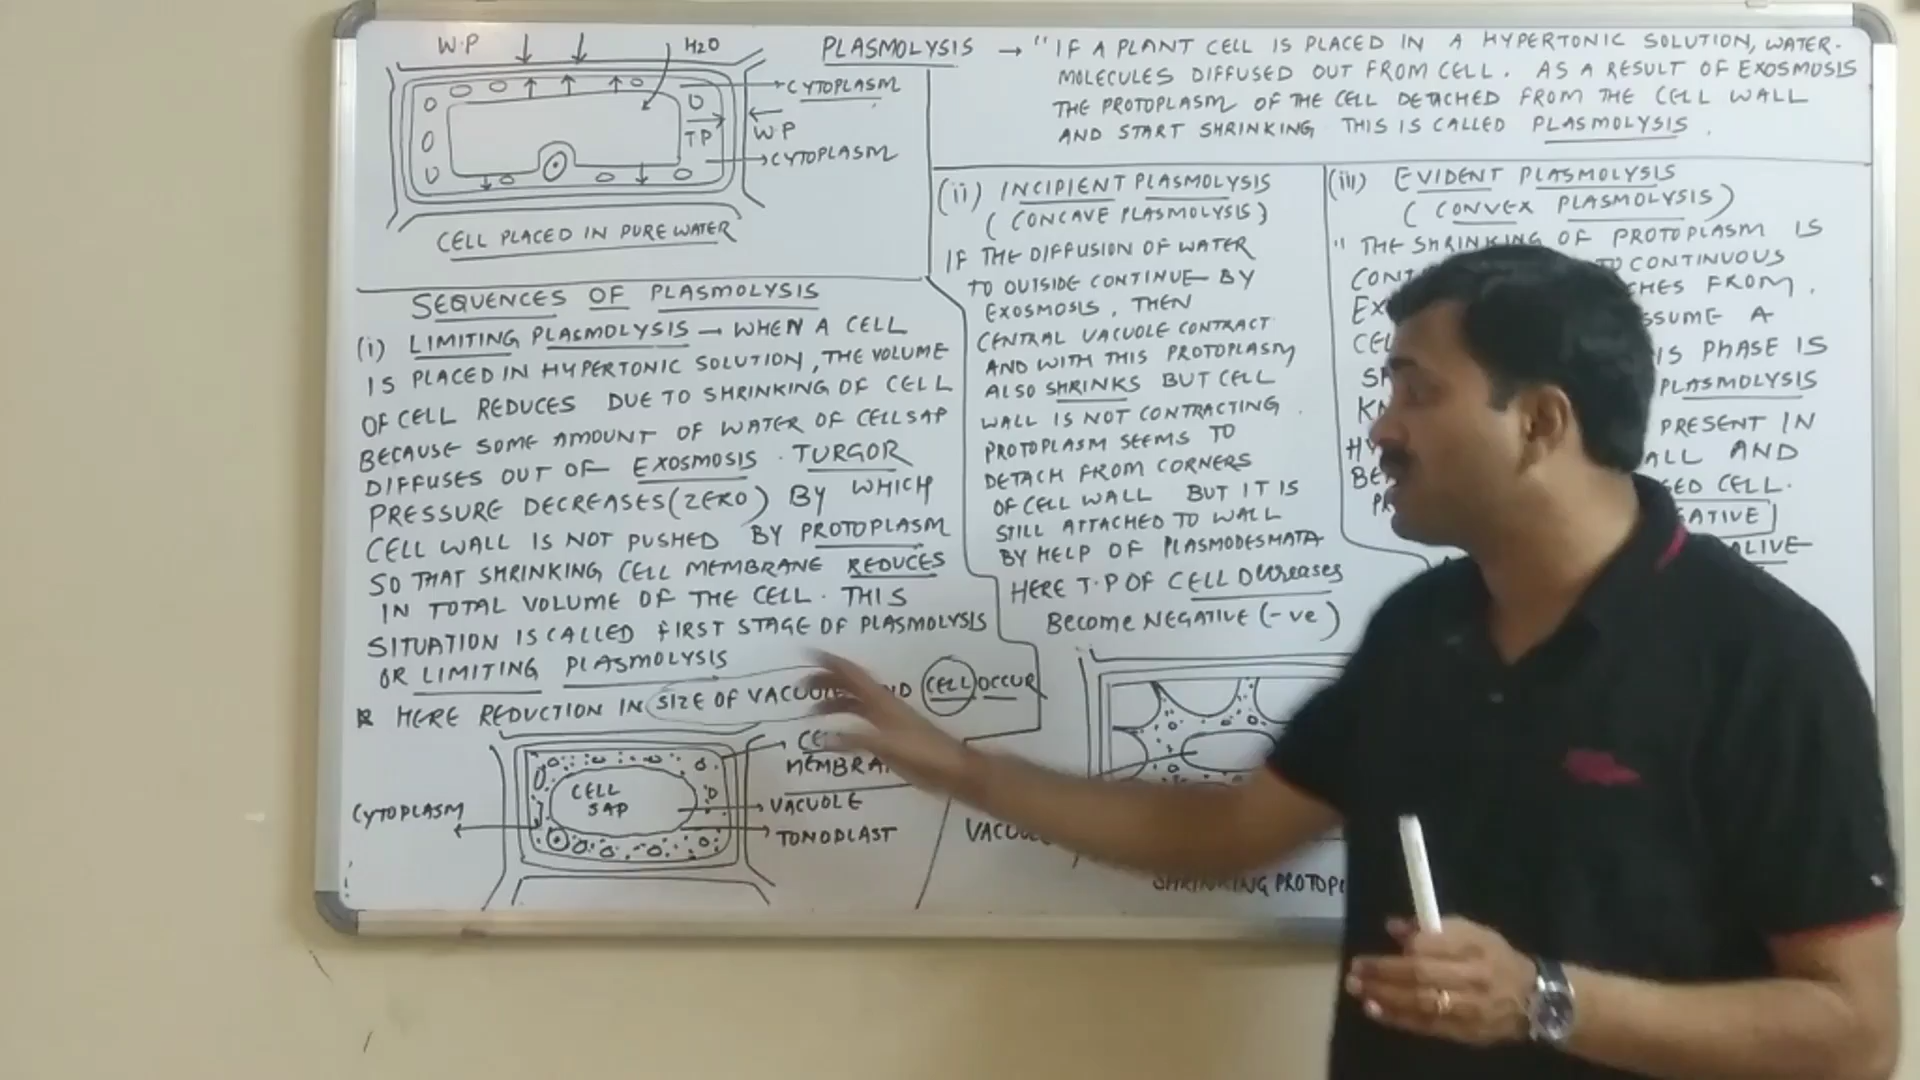 W.P
H2O
CYTOPLASM
TP
W.P
CYTOPLASM
CELL PLACED IN PURE WATER
PLASMOLYSIS → "IF A PLANT CELL IS PLACED IN A HYPERTONIC SOLUTION, WATER-
MOLECULES DIFFUSED OUT FROM CELL. AS A RESULT OF EXOSMOSIS
THE PROTOPLASM OF THE CELL DETACHED FROM THE CELL WALL
AND START SHRINKING THIS IS CALLED PLASMOLYSIS.
SEQUENCES OF PLASMOLYSIS
(i) LIMITING PLASMOLYSIS – WHEN A CELL
IS PLACED IN HYPERTONIC SOLUTION, THE VOLUME
OF CELL REDUCES DUE TO SHRINKING OF CELL
BECAUSE SOME AMOUNT OF WATER OF CELLSAP
DIFFUSES OUT OF EXOSMOSIS. TURGOR
PRESSURE DECREASES (ZERO) BY WHICH
CELL WALL IS NOT PUSHED BY PROTOPLASM
SO THAT SHRINKING CELL MEMBRANE REDUCES
IN TOTAL VOLUME OF THE CELL. THIS
SITUATION IS CALLED FIRST STAGE OF PLASMOLYSIS
OR LIMITING PLASMOLYSIS
HERE REDUCTION IN SIZE OF CELL OCCUR
CYTOPLASM
CELL SAP
VACUOLE
TONOPLAST
(ii) INCIPIENT PLASMOLYSIS
(CONCAVE PLASMOLYSIS)
IF THE DIFFUSION OF WATER
TO OUTSIDE CONTINUE BY
EXOSMOSIS, THEN
CENTRAL VACUOLE CONTRACT
AND WITH THIS PROTOPLASM
ALSO SHRINKS BUT CELL
WALL IS NOT CONTRACTING.
PROTOPLASM SEEMS TO
DETACH FROM CORNERS
OF CELL WALL BUT IT IS
STILL ATTACHED TO WALL
BY HELP OF PLASMODESMATA
HERE T.P OF CELL DECREASES
BECOME NEGATIVE (-ve)
SHRINKING
(iii) EVIDENT PLASMOLYSIS
(CONVEX PLASMOLYSIS)
"THE SHRINKING OF PROTOPLASM IS
CONTINUOUS
FROM.
A
IS PHASE IS
PLASMOLYSIS
PRESENT IN
AND
CELL.
ALIVE